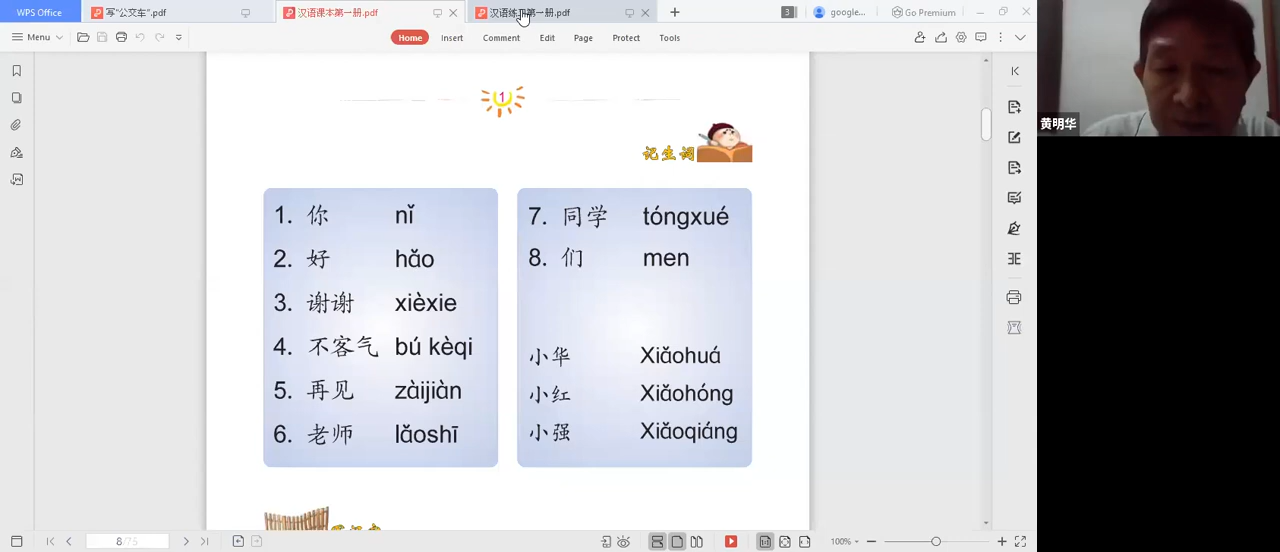 WPS Office
写“公交车”.pdf
汉语课本第一册.pdf
汉语练习第一册.pdf
3
google...
Go Premium
Menu
Home
Insert
Comment
Edit
Page
Protect
Tools
黄明华
1
记生词
1. 你 nǐ
2. 好 hǎo
3. 谢谢 xièxie
4. 不客气 bú kèqi
5. 再见 zàijiàn
6. 老师 lǎoshī
7. 同学 tóngxué
8. 们 men
小华 Xiǎohuá
小红 Xiǎohóng
小强 Xiǎoqiáng
8/75
100%